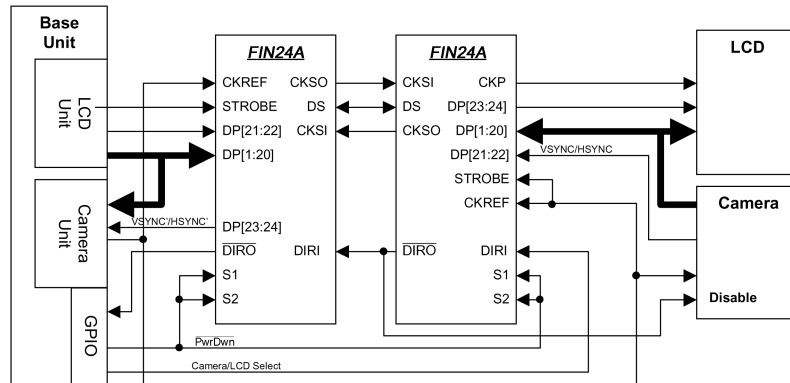 Base
Unit
LCD
Unit
Camera
Unit
GPIO
FIN24A
CKREF
STROBE
DP[21:22]
DP[1:20]
DP[23:24]
DIRO
S1
S2
CKSO
DS
CKSI
DIRI
FIN24A
CKSI
DS
CKSO
DIRO
CKP
DP[23:24]
DP[1:20]
DP[21:22]
STROBE
CKREF
DIRI
S1
S2
LCD
Camera
Disable
VSYNC/HSYNC
VSYNC'/HSYNC'
PwrDwn
Camera/LCD Select